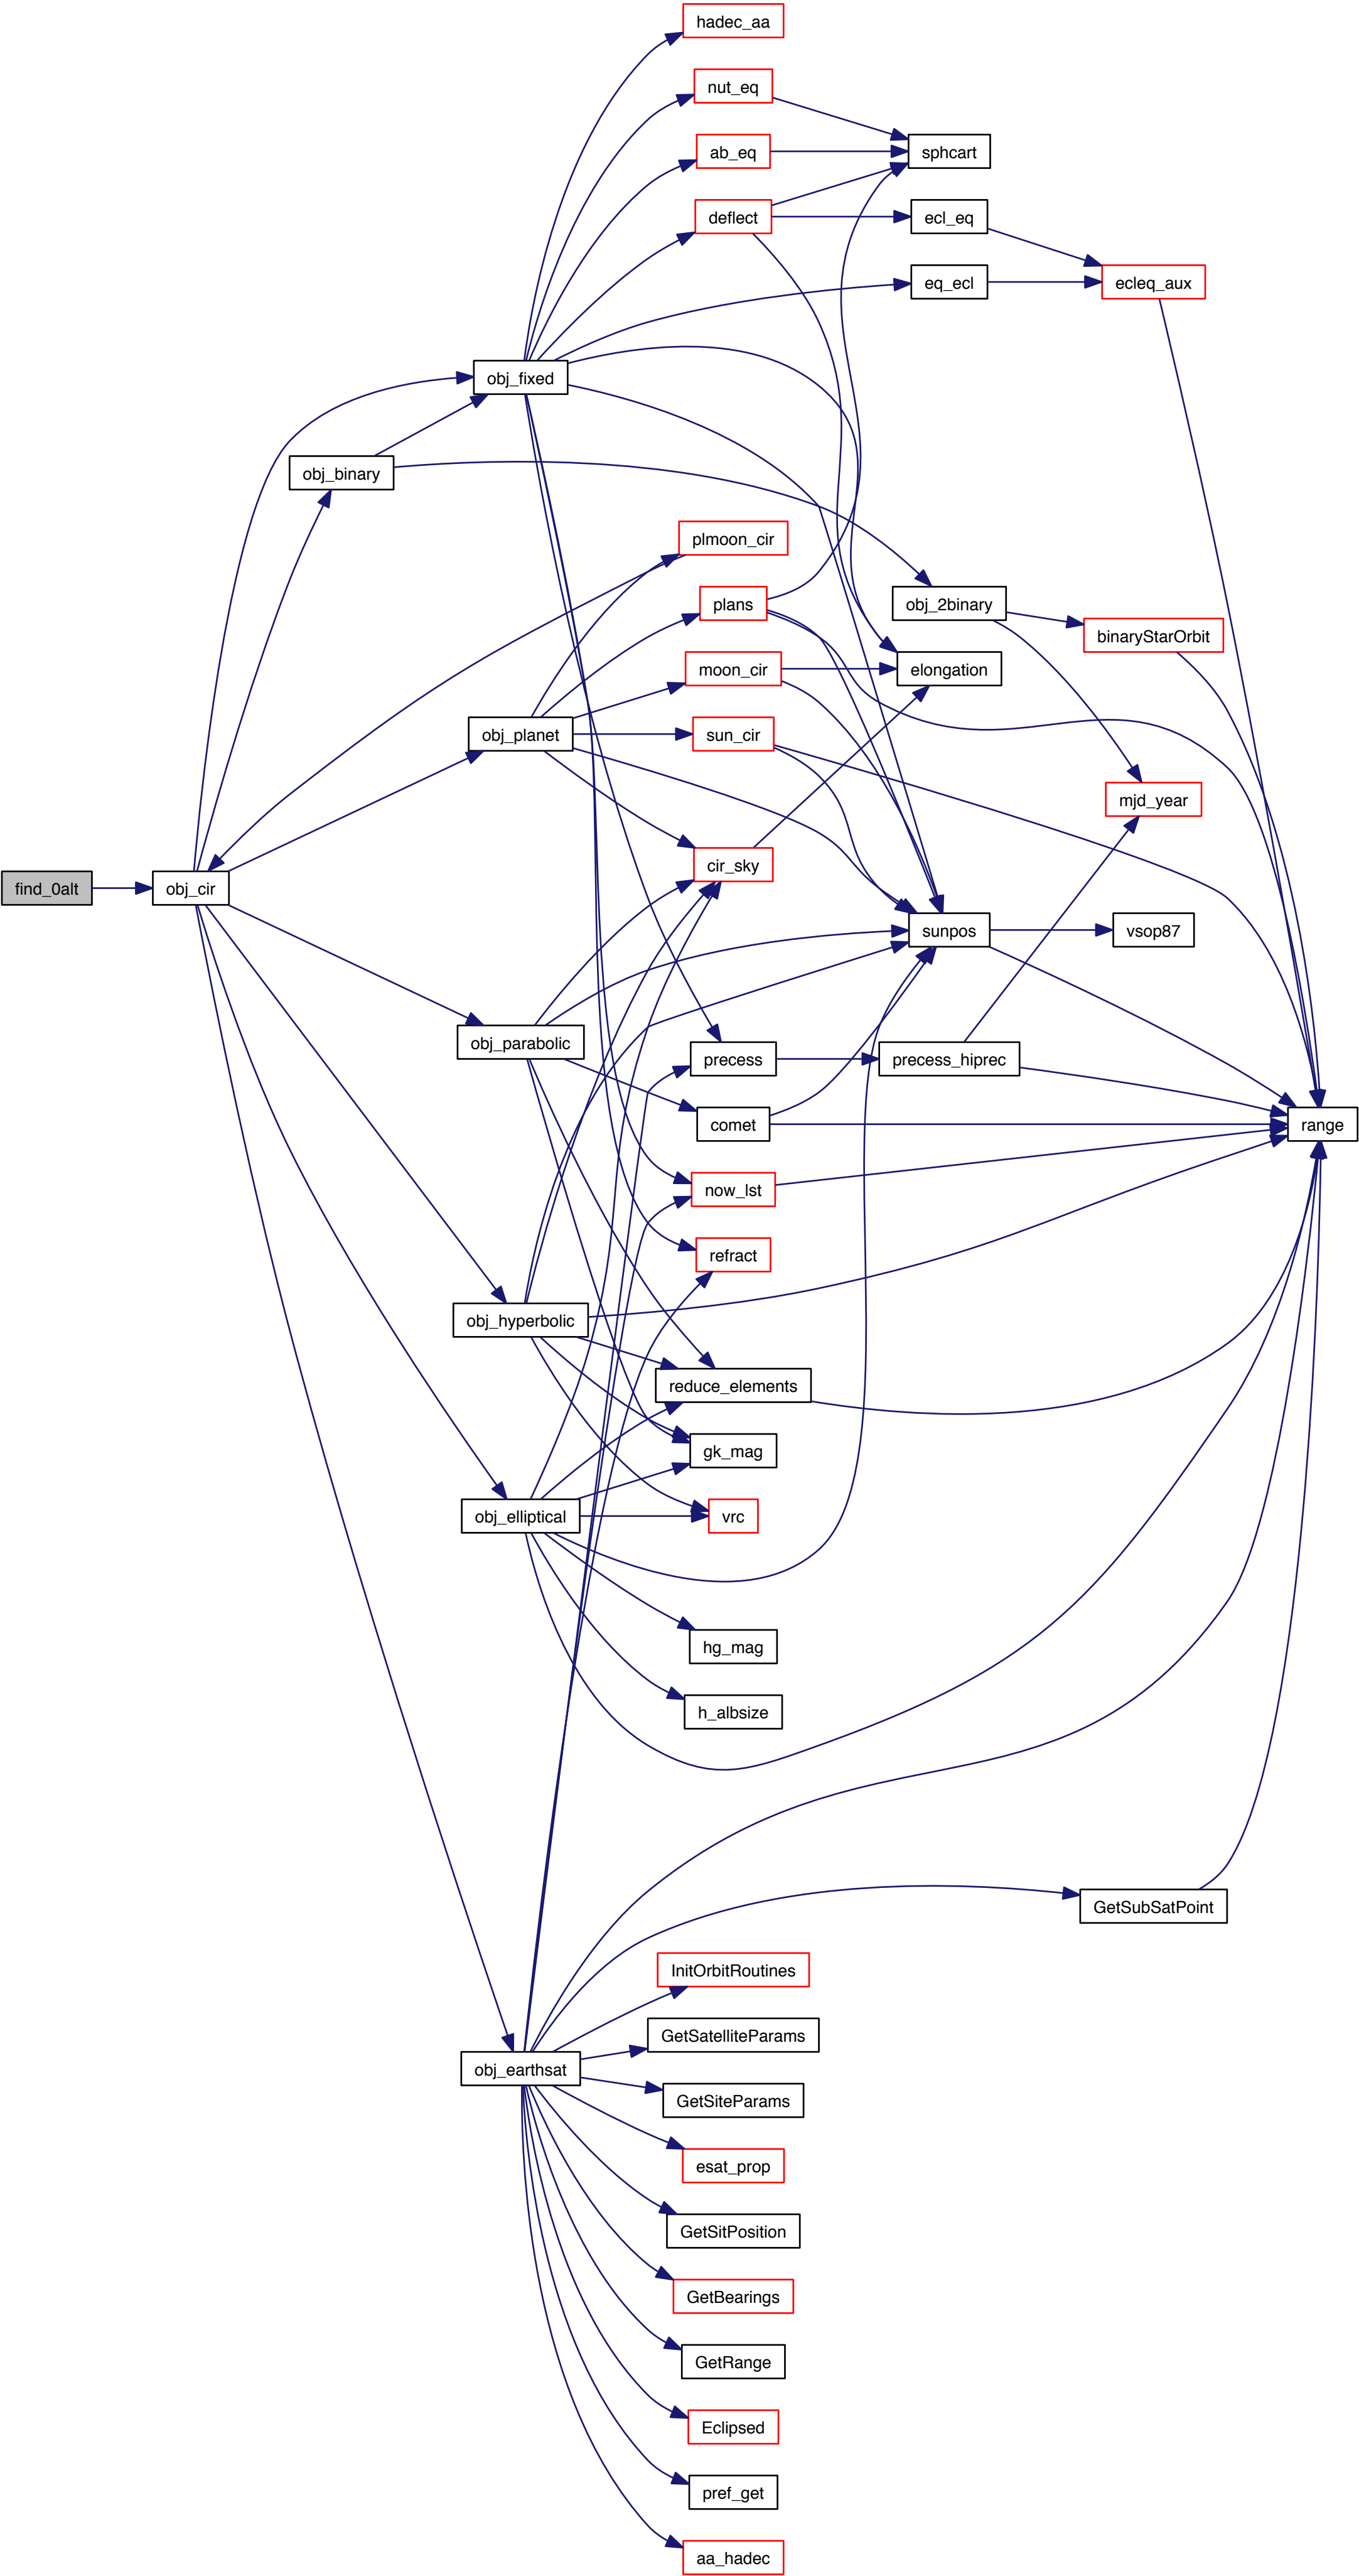 hadec_aa
nut_eq
ab_eq
sphcart
deflect
ecl_eq
eq_ecl
ecleq_aux
obj_fixed
obj_binary
plmoon_cir
plans
obj_2binary
binaryStarOrbit
moon_cir
elongation
obj_planet
sun_cir
mjd_year
cir_sky
find_0alt
obj_cir
sunpos
vsop87
obj_parabolic
precess
precess_hiprec
comet
range
now_lst
refract
obj_hyperbolic
reduce_elements
gk_mag
obj_elliptical
vrc
hg_mag
h_albsize
GetSubSatPoint
InitOrbitRoutines
GetSatelliteParams
obj_earthsat
GetSiteParams
esat_prop
GetSitPosition
GetBearings
GetRange
Eclipsed
pref_get
aa_hadec